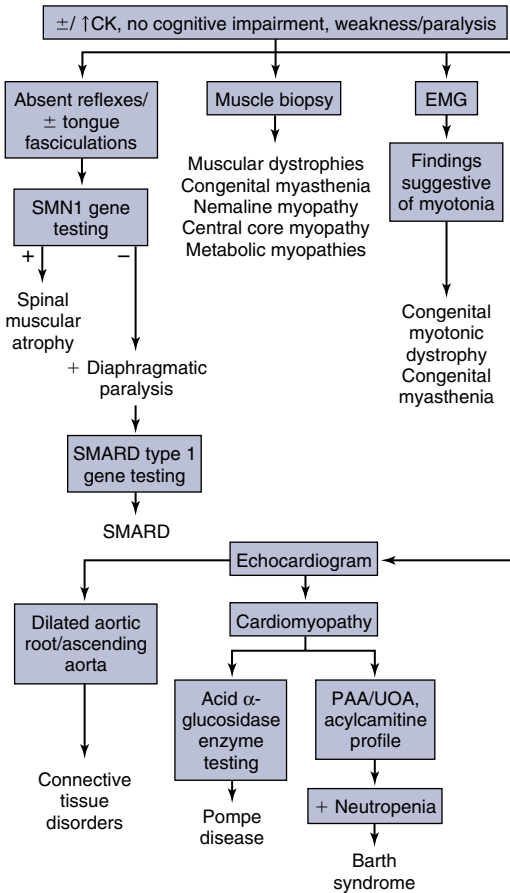 ±/ ↑CK, no cognitive impairment, weakness/paralysis
Absent reflexes/
± tongue
fasciculations
Muscle biopsy
EMG
Muscular dystrophies
Congenital myasthenia
Nemaline myopathy
Central core myopathy
Metabolic myopathies
Findings
suggestive
of myotonia
SMN1 gene
testing
+
−
Spinal
muscular
atrophy
Congenital
myotonic
dystrophy
Congenital
myasthenia
+ Diaphragmatic
paralysis
SMARD type 1
gene testing
SMARD
Echocardiogram
Dilated aortic
root/ascending
aorta
Cardiomyopathy
Acid α-
glucosidase
enzyme
testing
PAA/UOA,
acylcamitine
profile
Connective
tissue
disorders
Pompe
disease
+ Neutropenia
Barth
syndrome